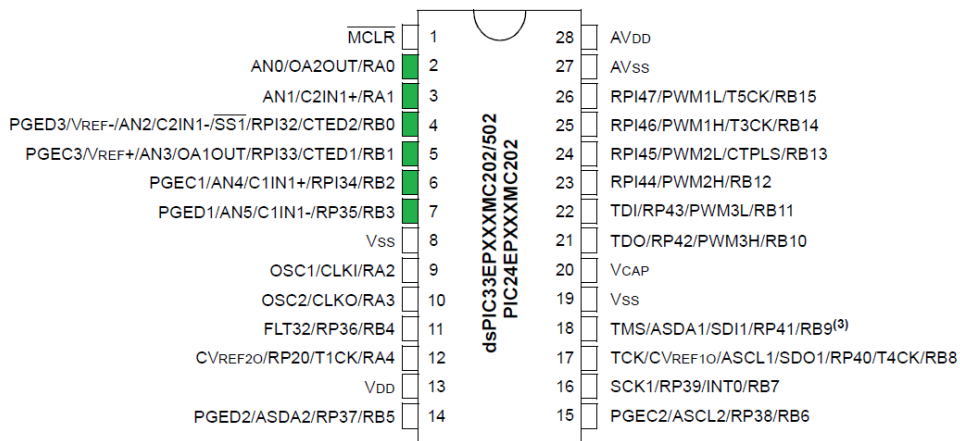 MCLR 1 28 AVDD
AN0/OA2OUT/RA0 2 27 AVSS
AN1/C2IN1+/RA1 3 26 RPI47/PWM1L/T5CK/RB15
PGED3/VREF-/AN2/C2IN1-/SS1/RPI32/CTED2/RB0 4 25 RPI46/PWM1H/T3CK/RB14
PGEC3/VREF+/AN3/OA1OUT/RPI33/CTED1/RB1 5 24 RPI45/PWM2L/CTPLS/RB13
PGEC1/AN4/C1IN1+/RPI34/RB2 6 23 RPI44/PWM2H/RB12
PGED1/AN5/C1IN1-/RP35/RB3 7 22 TDI/RP43/PWM3L/RB11
VSS 8 21 TDO/RP42/PWM3H/RB10
OSC1/CLKI/RA2 9 20 VCAP
OSC2/CLKO/RA3 10 19 VSS
FLT32/RP36/RB4 11 18 TMS/ASDA1/SDI1/RP41/RB9(3)
CVREF2O/RP20/T1CK/RA4 12 17 TCK/CVREF1O/ASCL1/SDO1/RP40/T4CK/RB8
VDD 13 16 SCK1/RP39/INT0/RB7
PGED2/ASDA2/RP37/RB5 14 15 PGEC2/ASCL2/RP38/RB6
dsPIC33EPXXXMC202/502
PIC24EPXXXMC202